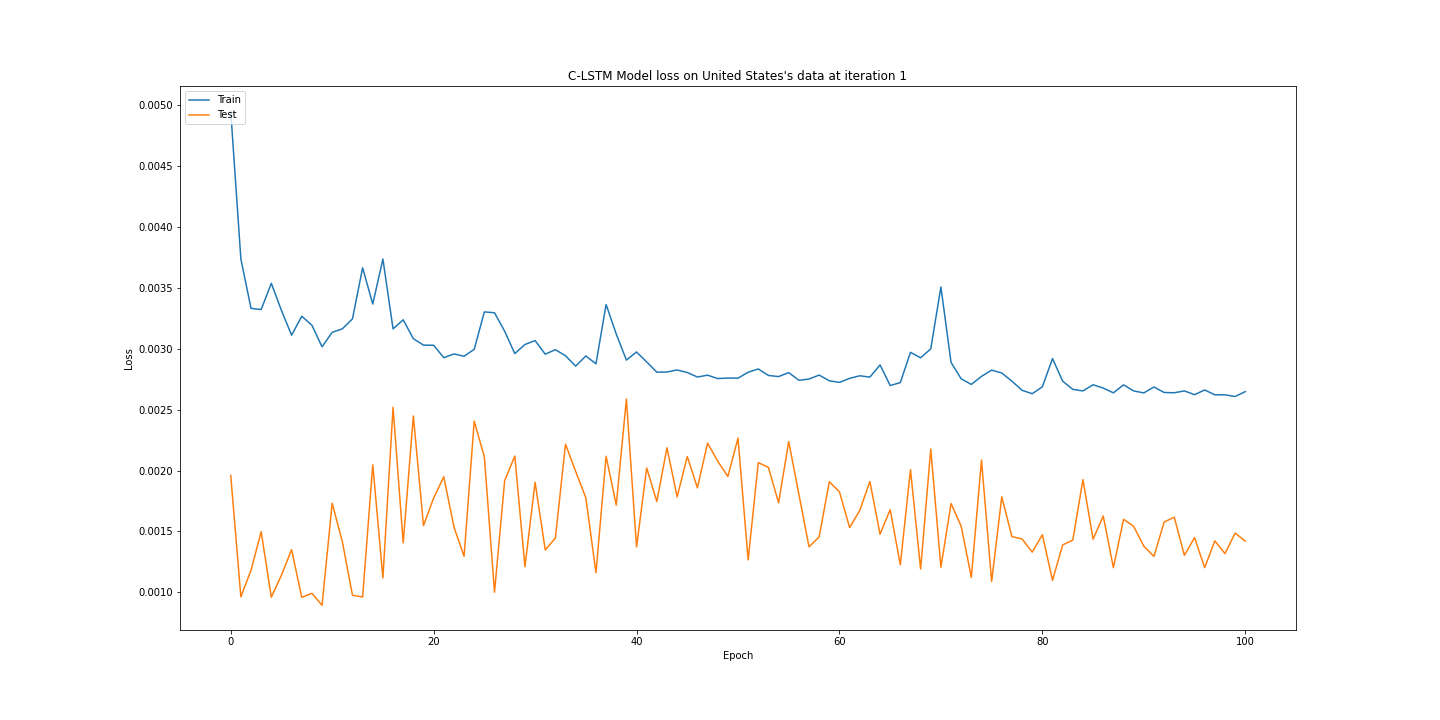 C-LSTM Model loss on United States's data at iteration 1
Train
Test
0.0050
0.0045
0.0040
0.0035
0.0030
0.0025
0.0020
0.0015
0.0010
Loss
0 20 40 60 80 100
Epoch